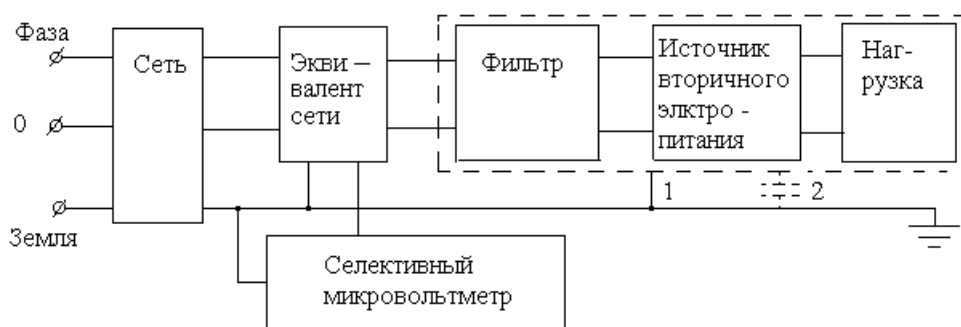 Фаза
0
Земля
Сеть
Экви –
валент
сети
Фильтр
Источник
вторичного
элктро -
питания
Наг-
рузка
1
2
Селективный
микровольтметр